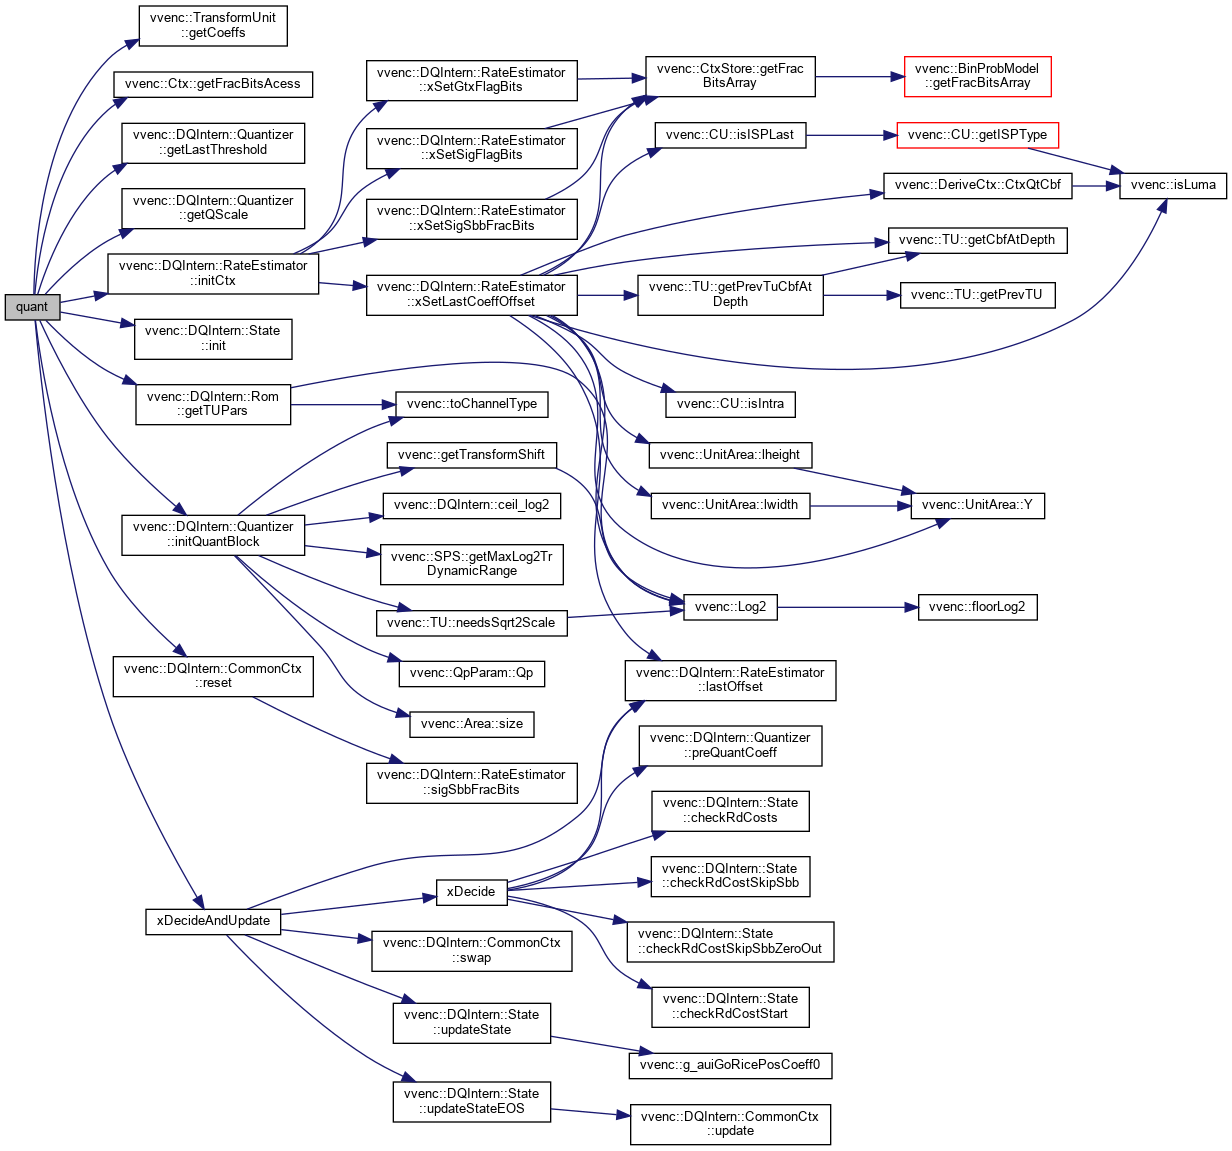 quant
vvenc::TransformUnit
::getCoeffs
vvenc::Ctx::getFracBitsAcess
vvenc::DQIntern::Quantizer
::getLastThreshold
vvenc::DQIntern::Quantizer
::getQScale
vvenc::DQIntern::RateEstimator
::initCtx
vvenc::DQIntern::State
::init
vvenc::DQIntern::Rom
::getTUPars
vvenc::DQIntern::Quantizer
::initQuantBlock
vvenc::DQIntern::CommonCtx
::reset
xDecideAndUpdate
vvenc::DQIntern::RateEstimator
::xSetGtxFlagBits
vvenc::DQIntern::RateEstimator
::xSetSigFlagBits
vvenc::DQIntern::RateEstimator
::xSetSigSbbFracBits
vvenc::DQIntern::RateEstimator
::xSetLastCoeffOffset
vvenc::toChannelType
vvenc::getTransformShift
vvenc::DQIntern::ceil_log2
vvenc::SPS::getMaxLog2Tr
DynamicRange
vvenc::TU::needsSqrt2Scale
vvenc::QpParam::Qp
vvenc::Area::size
vvenc::DQIntern::RateEstimator
::sigSbbFracBits
xDecide
vvenc::DQIntern::CommonCtx
::swap
vvenc::DQIntern::State
::updateState
vvenc::DQIntern::State
::updateStateEOS
vvenc::CtxStore::getFrac
BitsArray
vvenc::CU::isISPLast
vvenc::TU::getPrevTuCbfAt
Depth
vvenc::CU::isIntra
vvenc::UnitArea::lheight
vvenc::UnitArea::lwidth
vvenc::Log2
vvenc::DQIntern::RateEstimator
::lastOffset
vvenc::DQIntern::Quantizer
::preQuantCoeff
vvenc::DQIntern::State
::checkRdCosts
vvenc::DQIntern::State
::checkRdCostSkipSbb
vvenc::DQIntern::State
::checkRdCostSkipSbbZeroOut
vvenc::DQIntern::State
::checkRdCostStart
vvenc::g_auiGoRicePosCoeff0
vvenc::DQIntern::CommonCtx
::update
vvenc::BinProbModel
::getFracBitsArray
vvenc::CU::getISPType
vvenc::DeriveCtx::CtxQtCbf
vvenc::TU::getCbfAtDepth
vvenc::TU::getPrevTU
vvenc::UnitArea::Y
vvenc::floorLog2
vvenc::isLuma